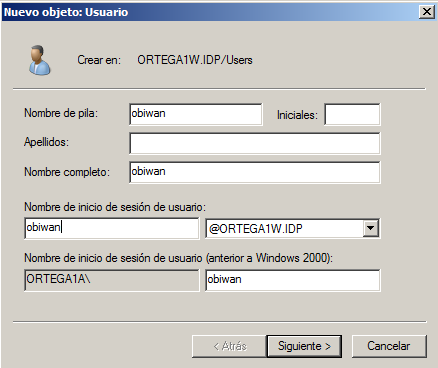 Nuevo objeto: Usuario
Crear en: ORTEGA1W.IDP/Users
Nombre de pila: obiwan Iniciales:
Apellidos:
Nombre completo: obiwan
Nombre de inicio de sesión de usuario:
obiwan @ORTEGA1W.IDP
Nombre de inicio de sesión de usuario (anterior a Windows 2000):
ORTEGA1A\ obiwan
< Atrás Siguiente > Cancelar